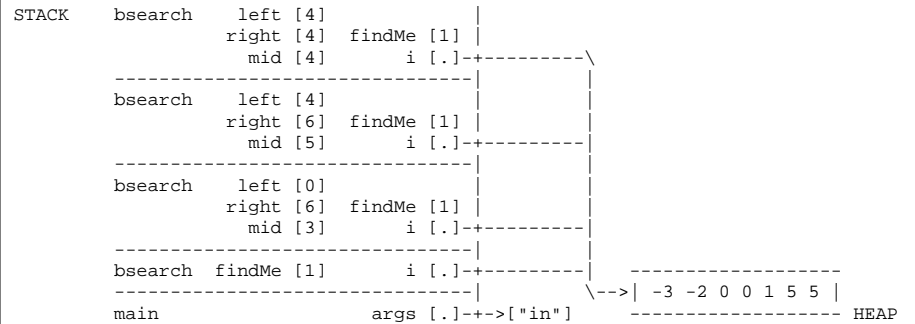 STACK    bsearch    left [4]                |
                   right [4]  findMe [1]  |
                     mid [4]       i [.]-+---------\
         --------------------------------|         |
         bsearch    left [4]                |         |
                   right [6]  findMe [1]  |         |
                     mid [5]       i [.]-+---------|
         --------------------------------|         |
         bsearch    left [0]                |         |
                   right [6]  findMe [1]  |         |
                     mid [3]       i [.]-+---------|
         --------------------------------|         |
         bsearch  findMe [1]       i [.]-+---------|   -------------------
         --------------------------------|         \-->| -3 -2 0 0 1 5 5 |
         main                   args [.]-+->["in"]     ------------------- HEAP